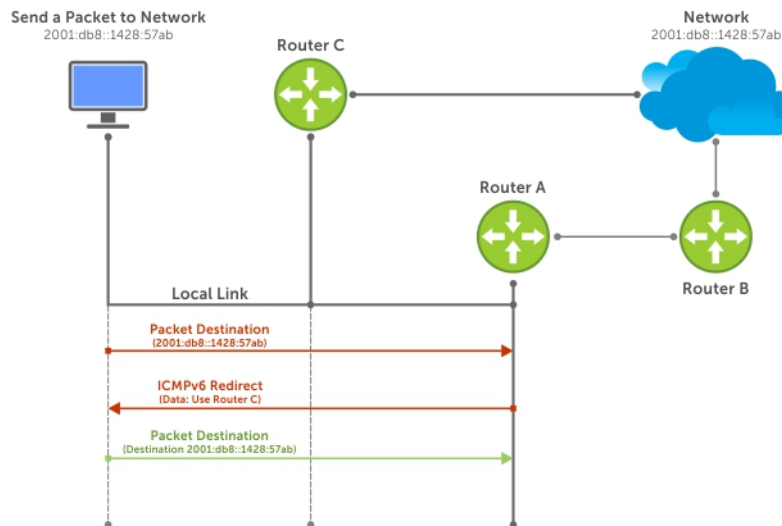 Send a Packet to Network
2001:db8::1428:57ab
Router C
Network
2001:db8::1428:57ab
Router A
Router B
Local Link
Packet Destination
(2001:db8::1428:57ab)
ICMPv6 Redirect
(Data: Use Router C)
Packet Destination
(Destination 2001:db8::1428:57ab)